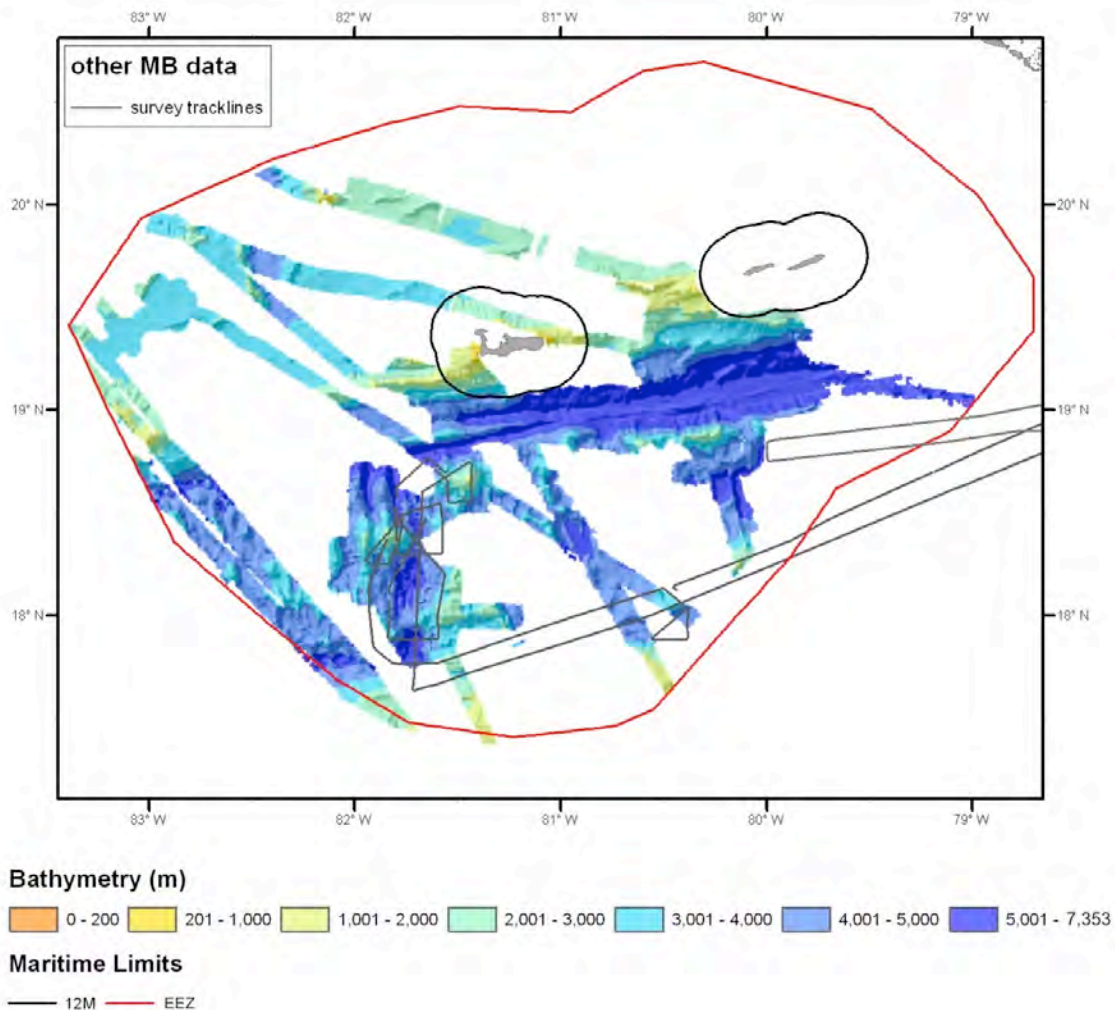 83° W 82° W 81° W 80° W 79° W
other MB data
survey tracklines
20° N 20° N
19° N 19° N
18° N 18° N
83° W 82° W 81° W 80° W 79° W
Bathymetry (m)
0 - 200 201 - 1,000 1,001 - 2,000 2,001 - 3,000 3,001 - 4,000 4,001 - 5,000 5,001 - 7,353
Maritime Limits
12M EEZ